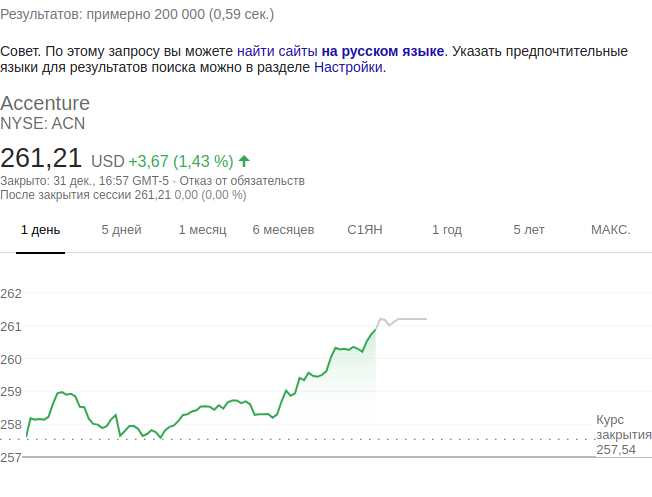 Результатов: примерно 200 000 (0,59 сек.)
Совет. По этому запросу вы можете найти сайты на русском языке. Указать предпочтительные
языки для результатов поиска можно в разделе Настройки.
Accenture
NYSE: ACN
261,21 USD +3,67 (1,43 %)
Закрыто: 31 дек., 16:57 GMT-5 · Отказ от обязательств
После закрытия сессии 261,21 0,00 (0,00 %)
1 день 5 дней 1 месяц 6 месяцев С1ЯН 1 год 5 лет МАКС.
262
261
260
259
258
257
Курс
закрытия
257,54